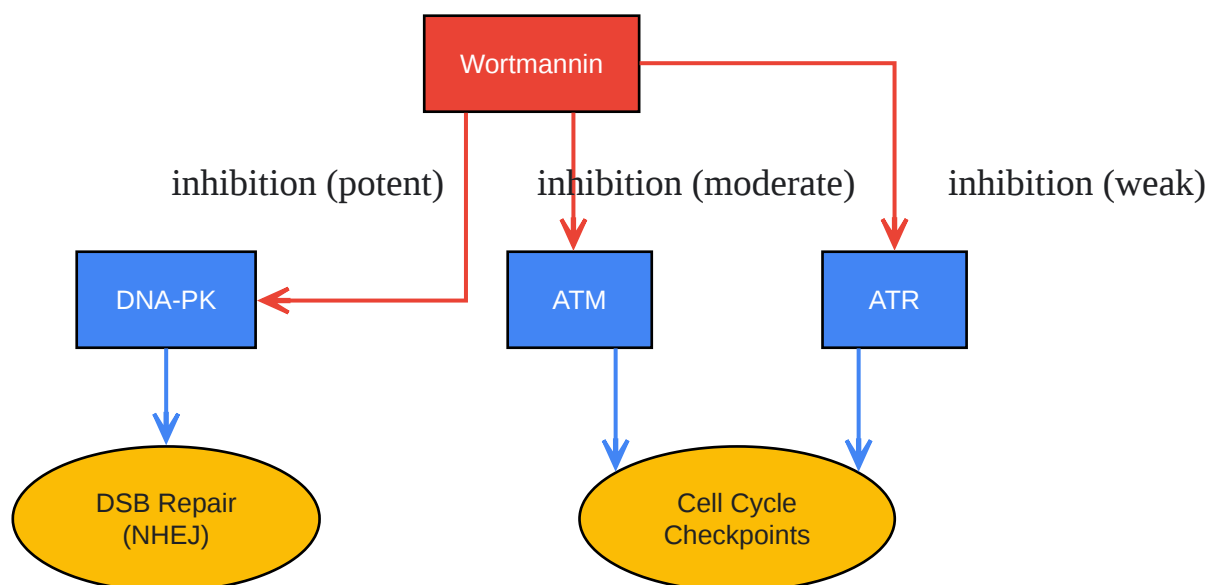 Wortmannin
inhibition (potent)
inhibition (moderate)
inhibition (weak)
DNA-PK
ATM
ATR
DSB Repair
(NHEJ)
Cell Cycle
Checkpoints